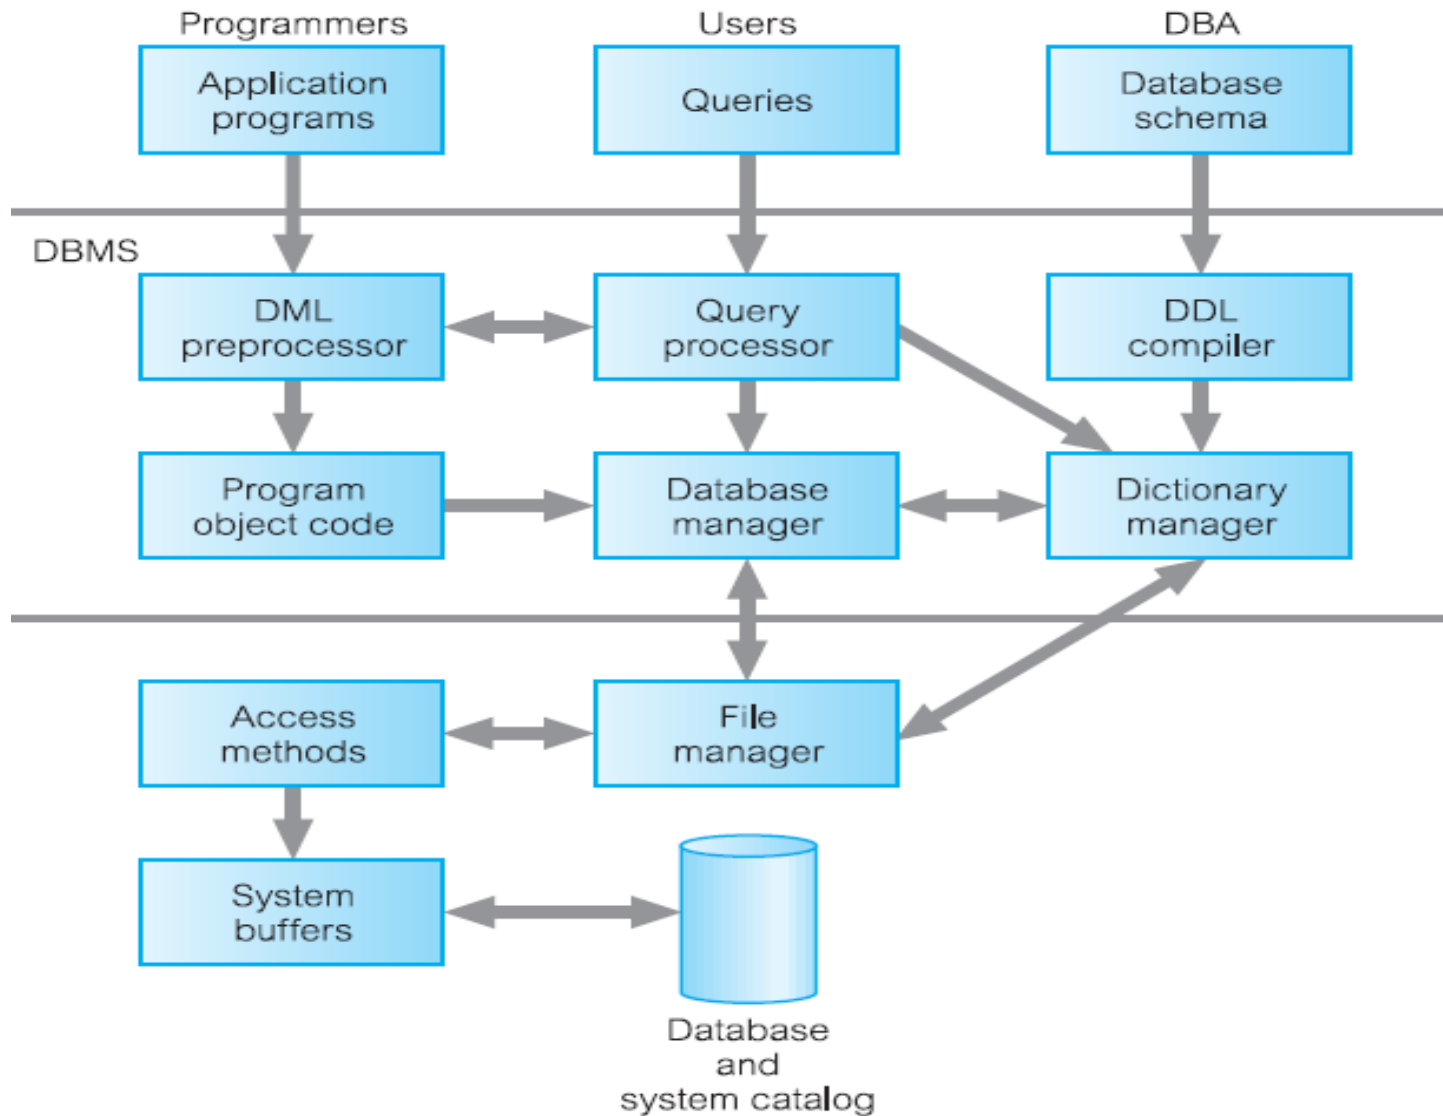 Programmers
Users
DBA
Application
programs
Queries
Database
schema
DBMS
DML
preprocessor
Query
processor
DDL
compiler
Program
object code
Database
manager
Dictionary
manager
Access
methods
File
manager
System
buffers
Database
and
system catalog